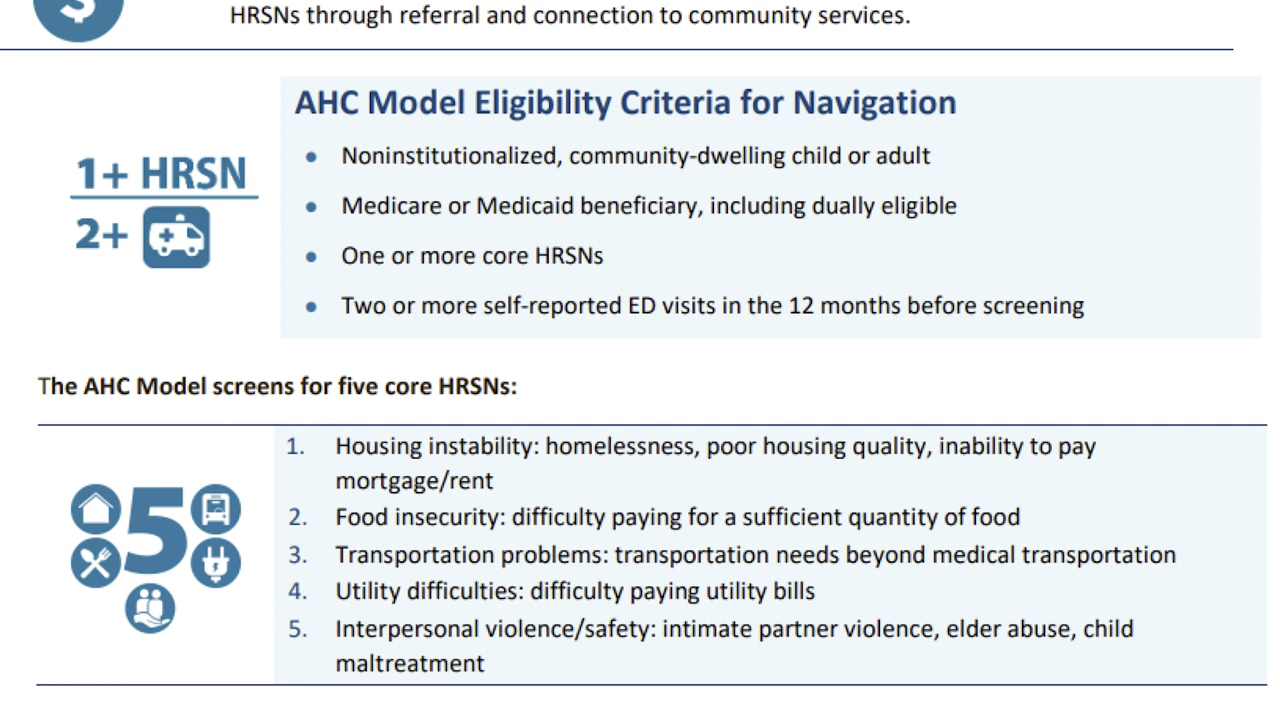 $
HRSNs through referral and connection to community services.
AHC Model Eligibility Criteria for Navigation
1+ HRSN
2+
• Noninstitutionalized, community-dwelling child or adult
• Medicare or Medicaid beneficiary, including dually eligible
• One or more core HRSNs
• Two or more self-reported ED visits in the 12 months before screening
The AHC Model screens for five core HRSNs:
5
1. Housing instability: homelessness, poor housing quality, inability to pay
mortgage/rent
2. Food insecurity: difficulty paying for a sufficient quantity of food
3. Transportation problems: transportation needs beyond medical transportation
4. Utility difficulties: difficulty paying utility bills
5. Interpersonal violence/safety: intimate partner violence, elder abuse, child
maltreatment